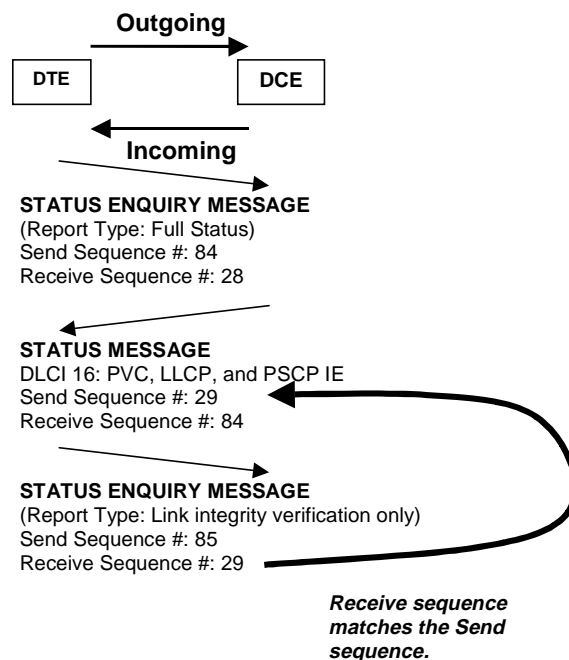 Outgoing
DTE
DCE
Incoming
STATUS ENQUIRY MESSAGE
(Report Type: Full Status)
Send Sequence #: 84
Receive Sequence #: 28
STATUS MESSAGE
DLCI 16: PVC, LLCP, and PSCP IE
Send Sequence #: 29
Receive Sequence #: 84
STATUS ENQUIRY MESSAGE
(Report Type: Link integrity verification only)
Send Sequence #: 85
Receive Sequence #: 29
Receive sequence
matches the Send
sequence.